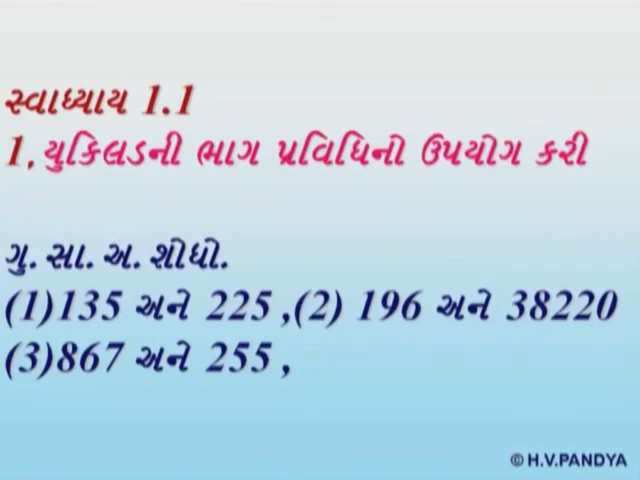 સ્વાધ્યાય 1.1
1. યુકિલડની ભાગ પ્રવિધિનો ઉપયોગ કરી
ગુ. સા. અ. શોધો.
(1)135 અને 225 ,(2) 196 અને 38220
(3)867 અને 255 ,
© H.V.PANDYA